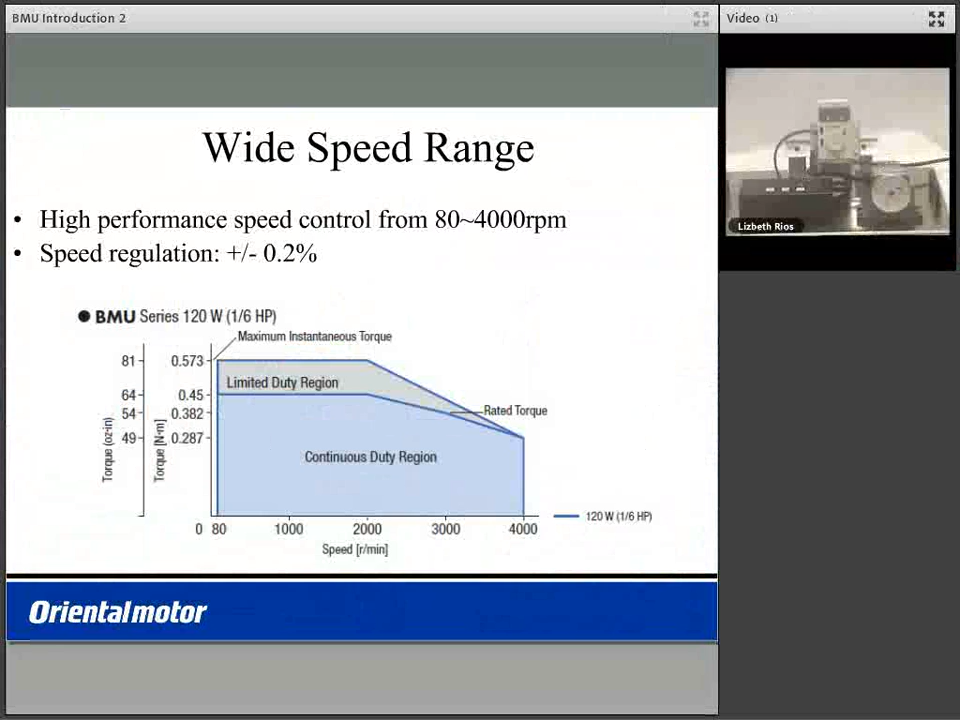 BMU Introduction 2
Video (1)
Lizbeth Rios
Wide Speed Range
• High performance speed control from 80~4000rpm
• Speed regulation: +/- 0.2%
● BMU Series 120 W (1/6 HP)
Maximum Instantaneous Torque
81 0.573
Limited Duty Region
64 0.45
54 0.382
Rated Torque
49 0.287
Torque (oz-in)
Torque [N·m]
Continuous Duty Region
0 80 1000 2000 3000 4000
120 W (1/6 HP)
Speed [r/min]
Orientalmotor